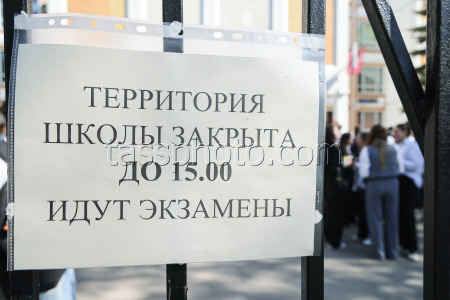 ТЕРРИТОРИЯ
ШКОЛЫ ЗАКРЫТА
tassphoto.com
ДО 15.00
ИДУТ ЭКЗАМЕНЫ